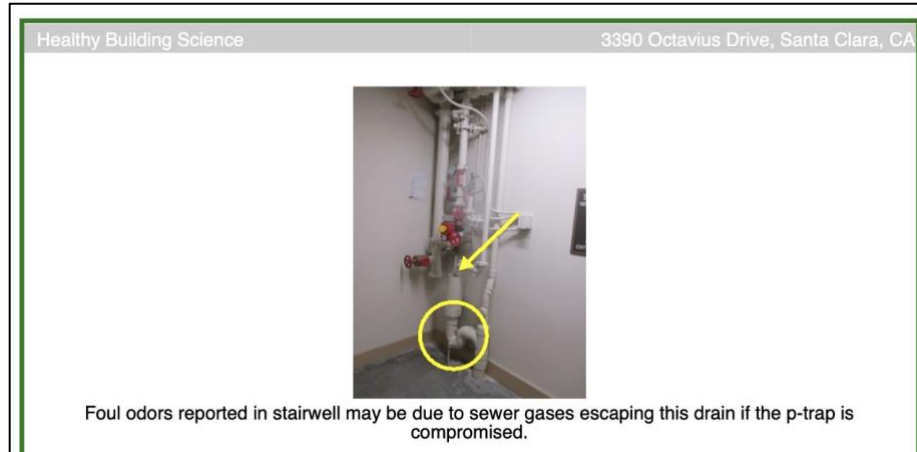 Healthy Building Science
3390 Octavius Drive, Santa Clara, CA
Foul odors reported in stairwell may be due to sewer gases escaping this drain if the p-trap is
compromised.